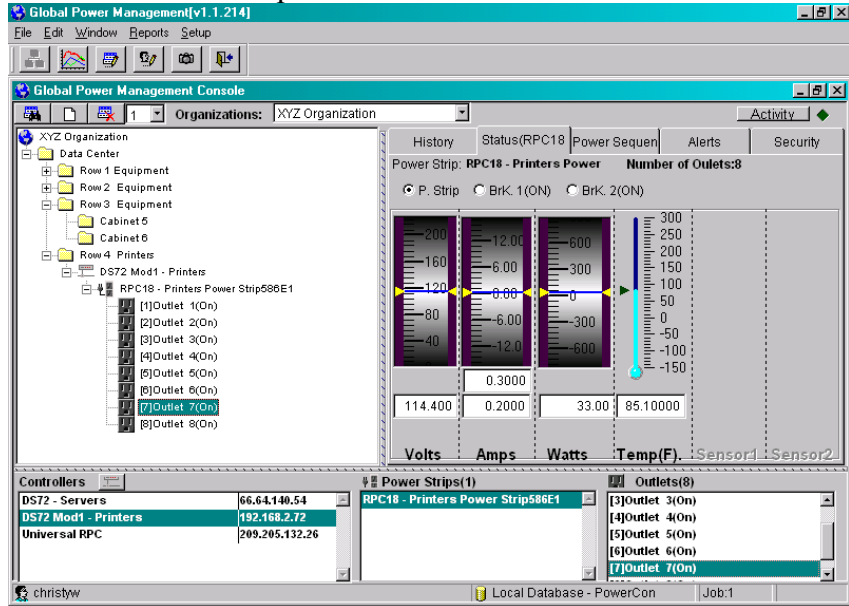 Global Power Management[v1.1.214]
File Edit Window Reports Setup
Global Power Management Console
1 Organizations: XYZ Organization Activity
XYZ Organization
Data Center
Row 1 Equipment
Row 2 Equipment
Row 3 Equipment
Cabinet 5
Cabinet 6
Row 4 Printers
DS72 Mod1 - Printers
RPC18 - Printers Power Strip586E1
[1]Outlet 1(On)
[2]Outlet 2(On)
[3]Outlet 3(On)
[4]Outlet 4(On)
[5]Outlet 5(On)
[6]Outlet 6(On)
[7]Outlet 7(On)
[8]Outlet 8(On)
History Status(RPC18 Power Sequen Alerts Security
Power Strip: RPC18 - Printers Power Number of Oulets:8
P. Strip BrK. 1(ON) BrK. 2(ON)
200
160
120
80
40
12.00
6.00
0.00
-6.00
-12.0
600
300
0
-300
-600
300
250
200
150
100
50
0
-50
-100
-150
0.3000
114.400 0.2000 33.00 85.10000
Volts Amps Watts Temp(F). Sensor1 Sensor2
Controllers
DS72 - Servers 66.64.140.54
DS72 Mod1 - Printers 192.168.2.72
Universal RPC 209.205.132.26
Power Strips(1)
RPC18 - Printers Power Strip586E1
Outlets(8)
[3]Outlet 3(On)
[4]Outlet 4(On)
[5]Outlet 5(On)
[6]Outlet 6(On)
[7]Outlet 7(On)
christyw Local Database - PowerCon Job:1